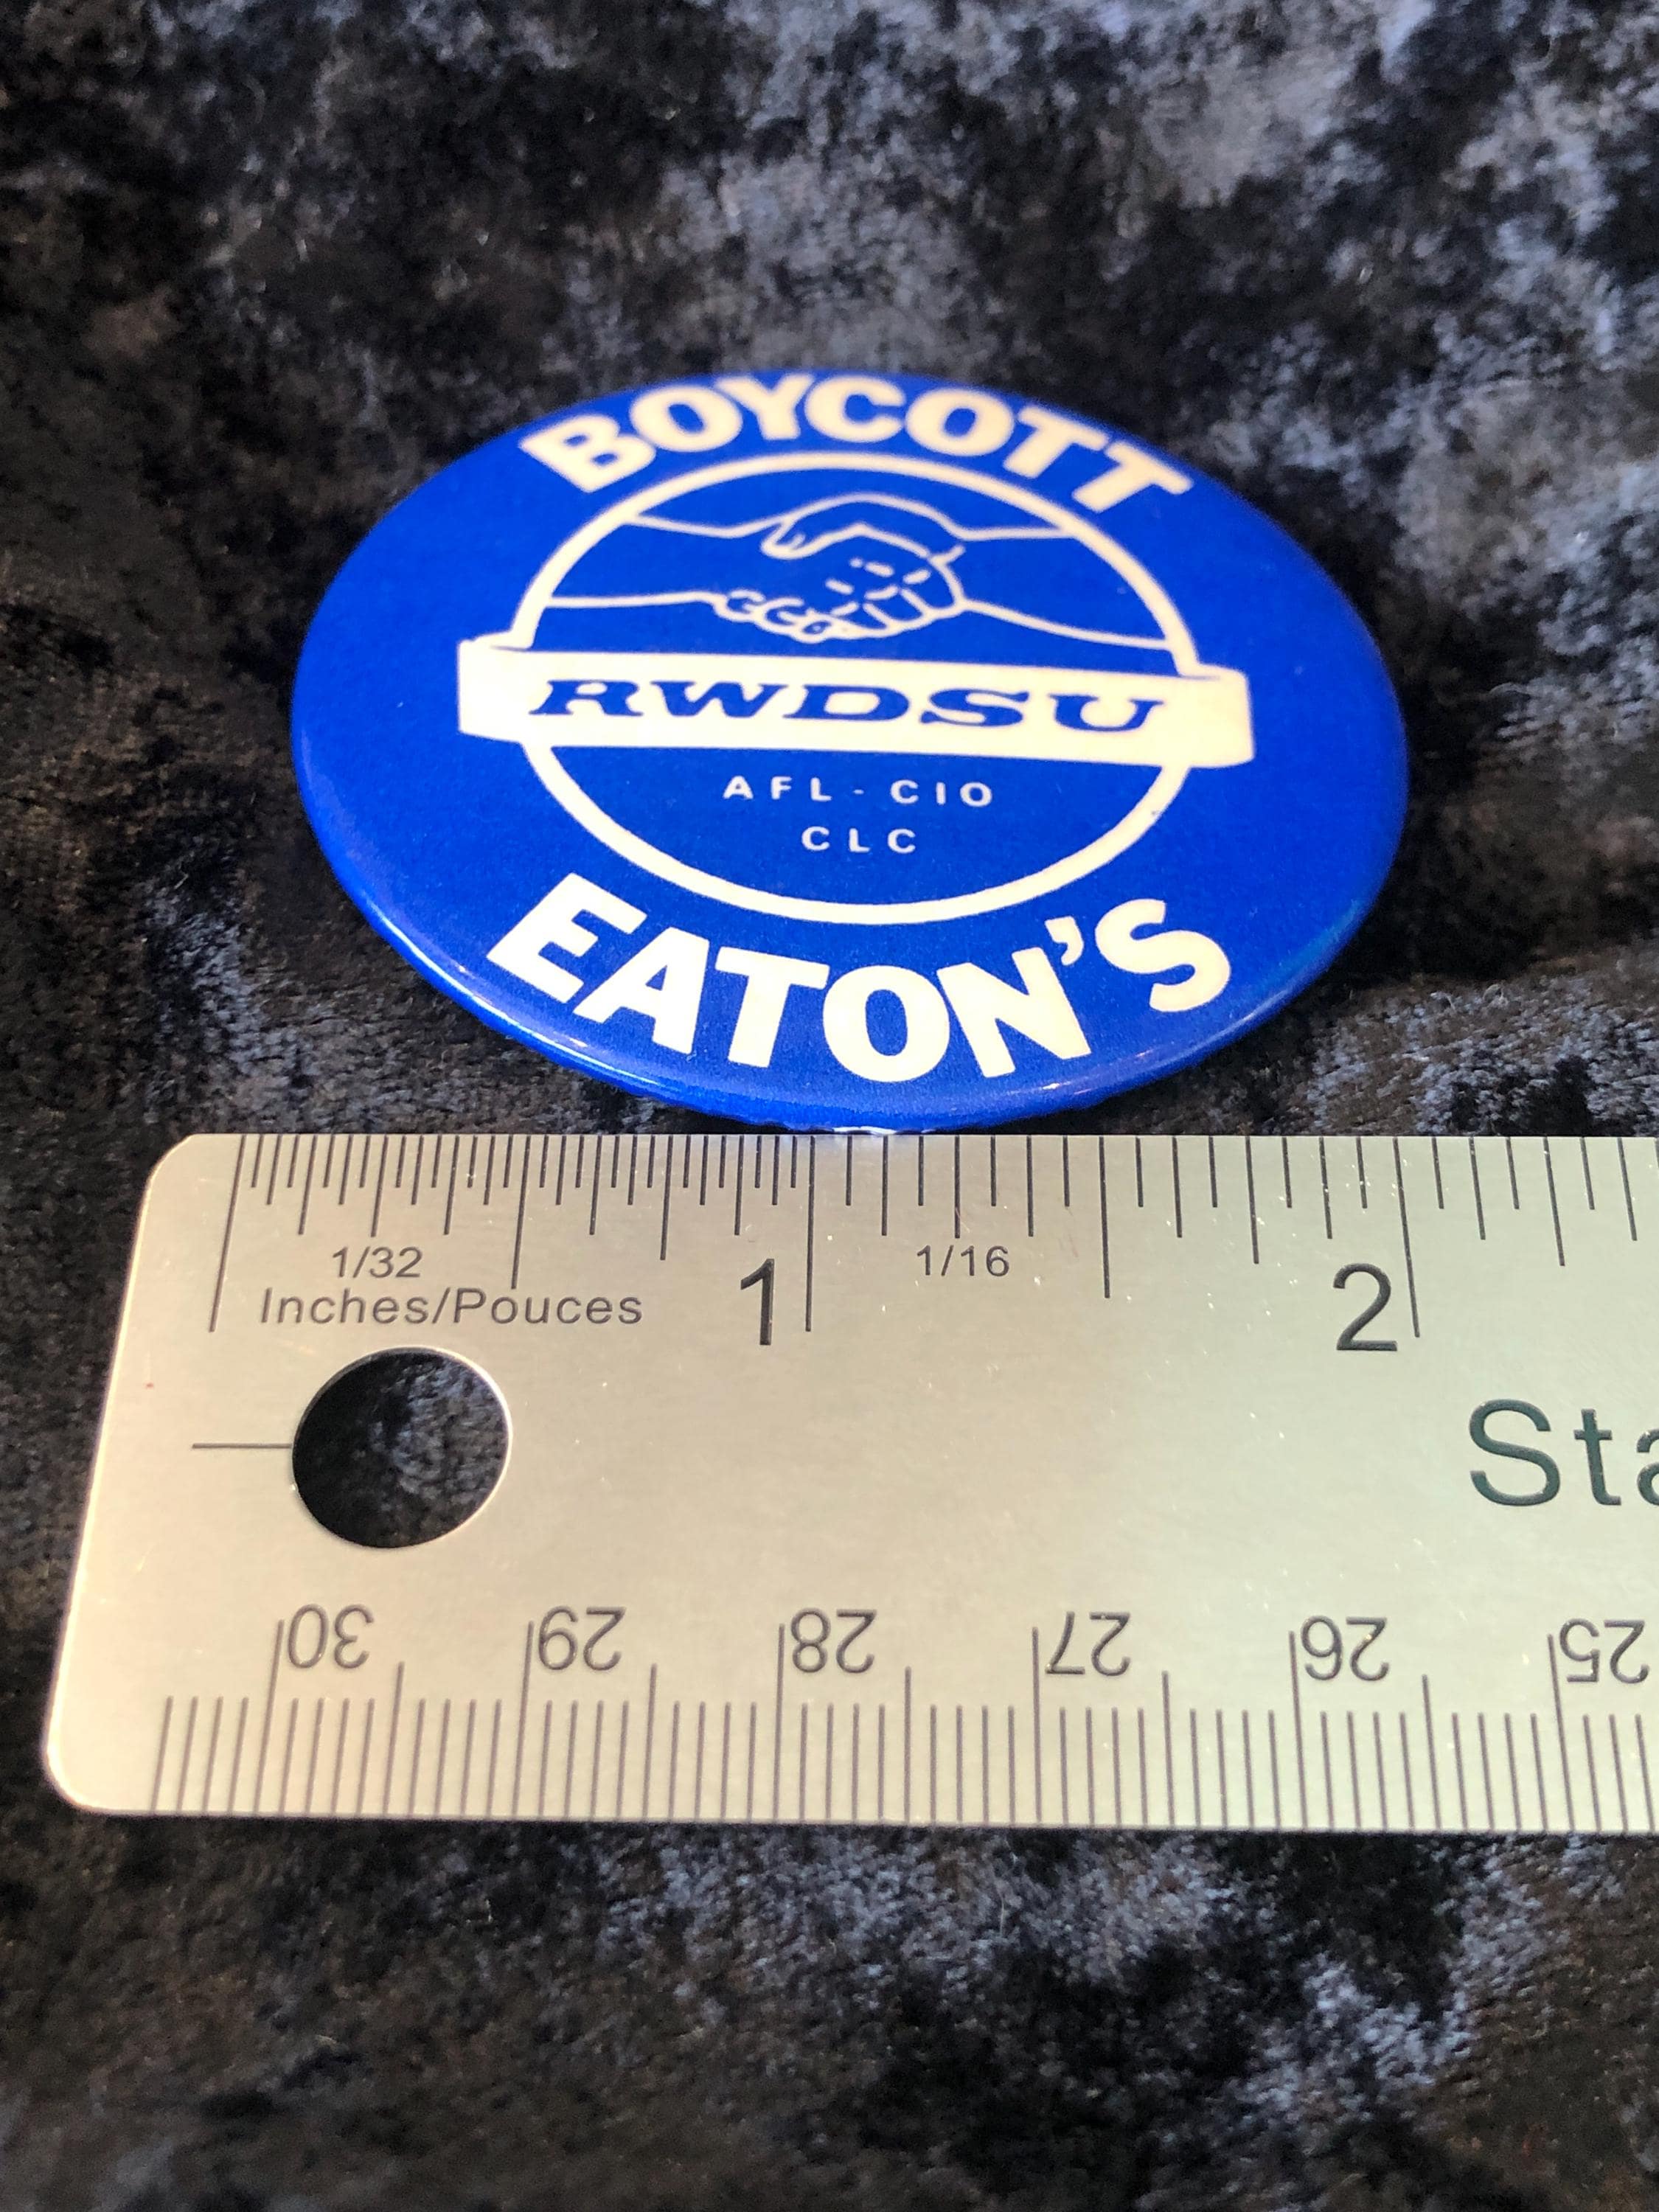 BOYCOTT
RWDSU
AFL-CIO
CLC
EATON'S
1/32
1/16
Inches/Pouces
1
2
Sta
30 29 28 27 26 25